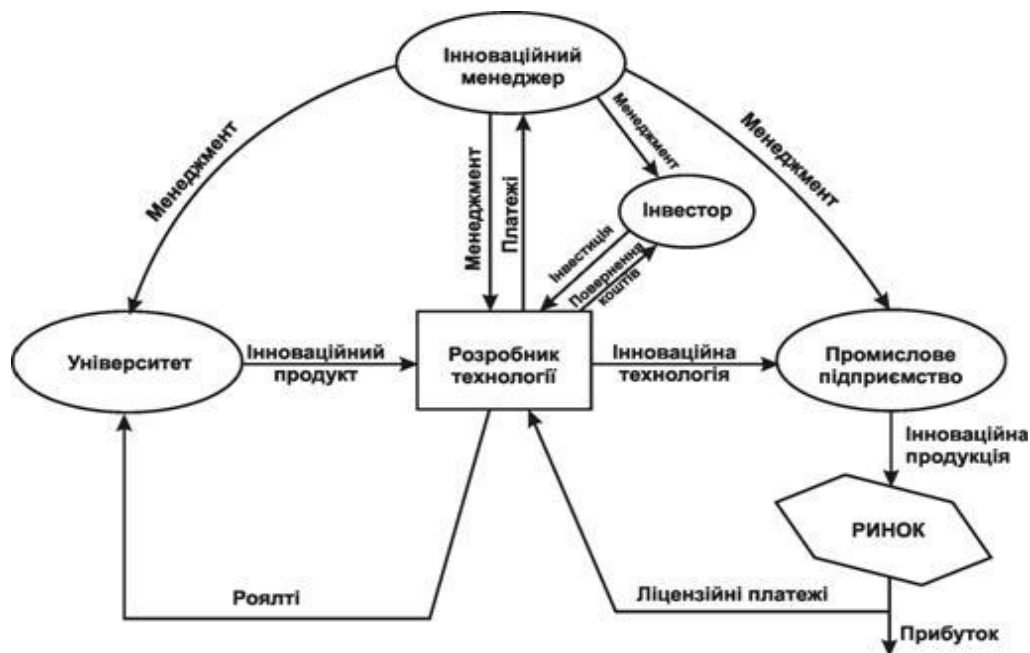 Інноваційний
менеджер
Менеджмент
Менеджмент
Платежі
Менеджмент
Менеджмент
Інвестор
Інвестиція
Повернення
коштів
Університет
Інноваційний
продукт
Розробник
технології
Інноваційна
технологія
Промислове
підприємство
Інноваційна
продукція
РИНОК
Роялті
Ліцензійні платежі
Прибуток